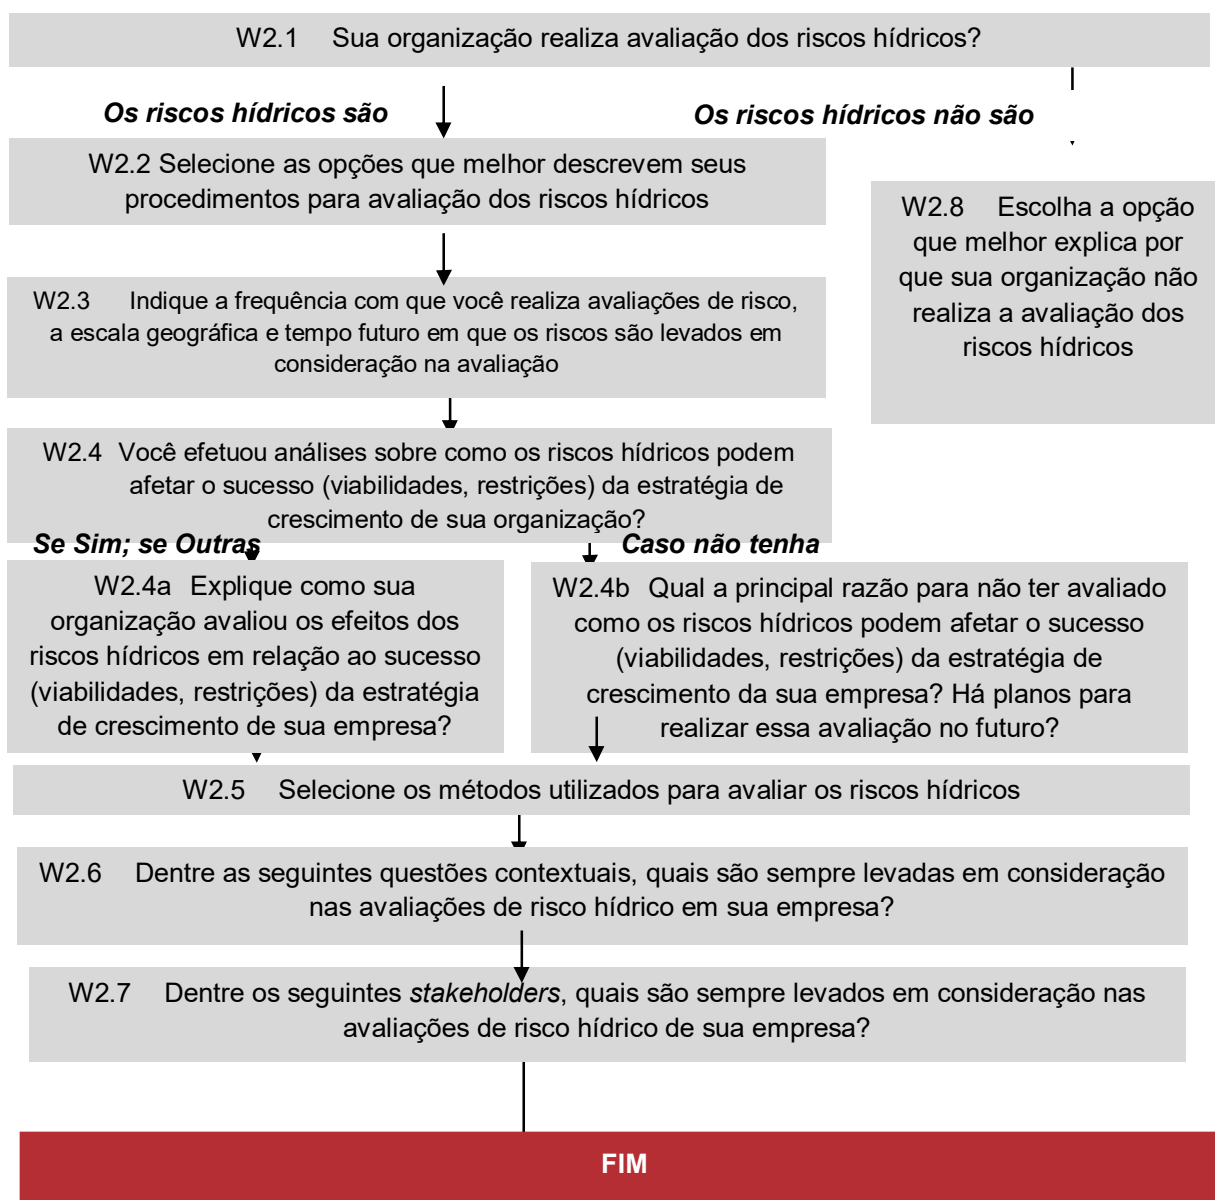 W2.1 Sua organização realiza avaliação dos riscos hídricos?
Os riscos hídricos são
Os riscos hídricos não são
W2.2 Selecione as opções que melhor descrevem seus
procedimentos para avaliação dos riscos hídricos
W2.8 Escolha a opção
que melhor explica por
que sua organização não
realiza a avaliação dos
riscos hídricos
W2.3 Indique a frequência com que você realiza avaliações de risco,
a escala geográfica e tempo futuro em que os riscos são levados em
consideração na avaliação
W2.4 Você efetuou análises sobre como os riscos hídricos podem
afetar o sucesso (viabilidades, restrições) da estratégia de
crescimento de sua organização?
Se Sim; se Outras
Caso não tenha
W2.4a Explique como sua
organização avaliou os efeitos dos
riscos hídricos em relação ao sucesso
(viabilidades, restrições) da estratégia
de crescimento de sua empresa?
W2.4b Qual a principal razão para não ter avaliado
como os riscos hídricos podem afetar o sucesso
(viabilidades, restrições) da estratégia de
crescimento da sua empresa? Há planos para
realizar essa avaliação no futuro?
W2.5 Selecione os métodos utilizados para avaliar os riscos hídricos
W2.6 Dentre as seguintes questões contextuais, quais são sempre levadas em consideração
nas avaliações de risco hídrico em sua empresa?
W2.7 Dentre os seguintes stakeholders, quais são sempre levados em consideração nas
avaliações de risco hídrico de sua empresa?
FIM